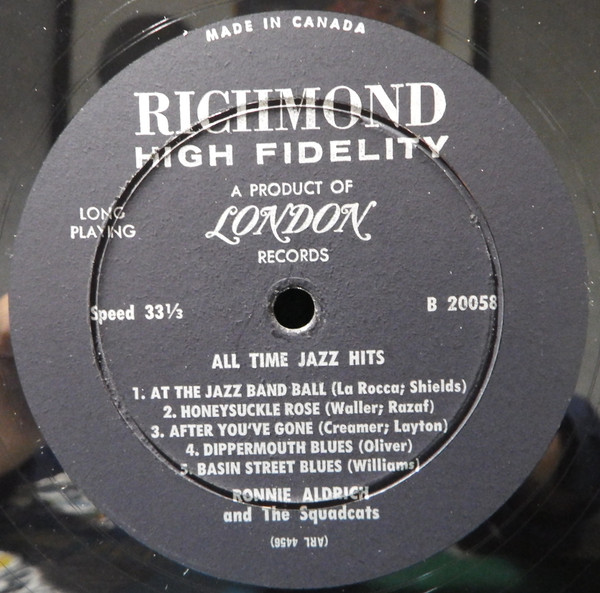 MADE IN CANADA
RICHMOND
HIGH FIDELITY
A PRODUCT OF
LONDON
RECORDS
LONG
PLAYING
Speed 33⅓
B 20058
ALL TIME JAZZ HITS
1. AT THE JAZZ BAND BALL (La Rocca; Shields)
2. HONEYSUCKLE ROSE (Waller; Razaf)
3. AFTER YOU'VE GONE (Creamer; Layton)
4. DIPPERMOUTH BLUES (Oliver)
5. BASIN STREET BLUES (Williams)
RONNIE ALDRICH
and The Squadcats
(ARL 4456)